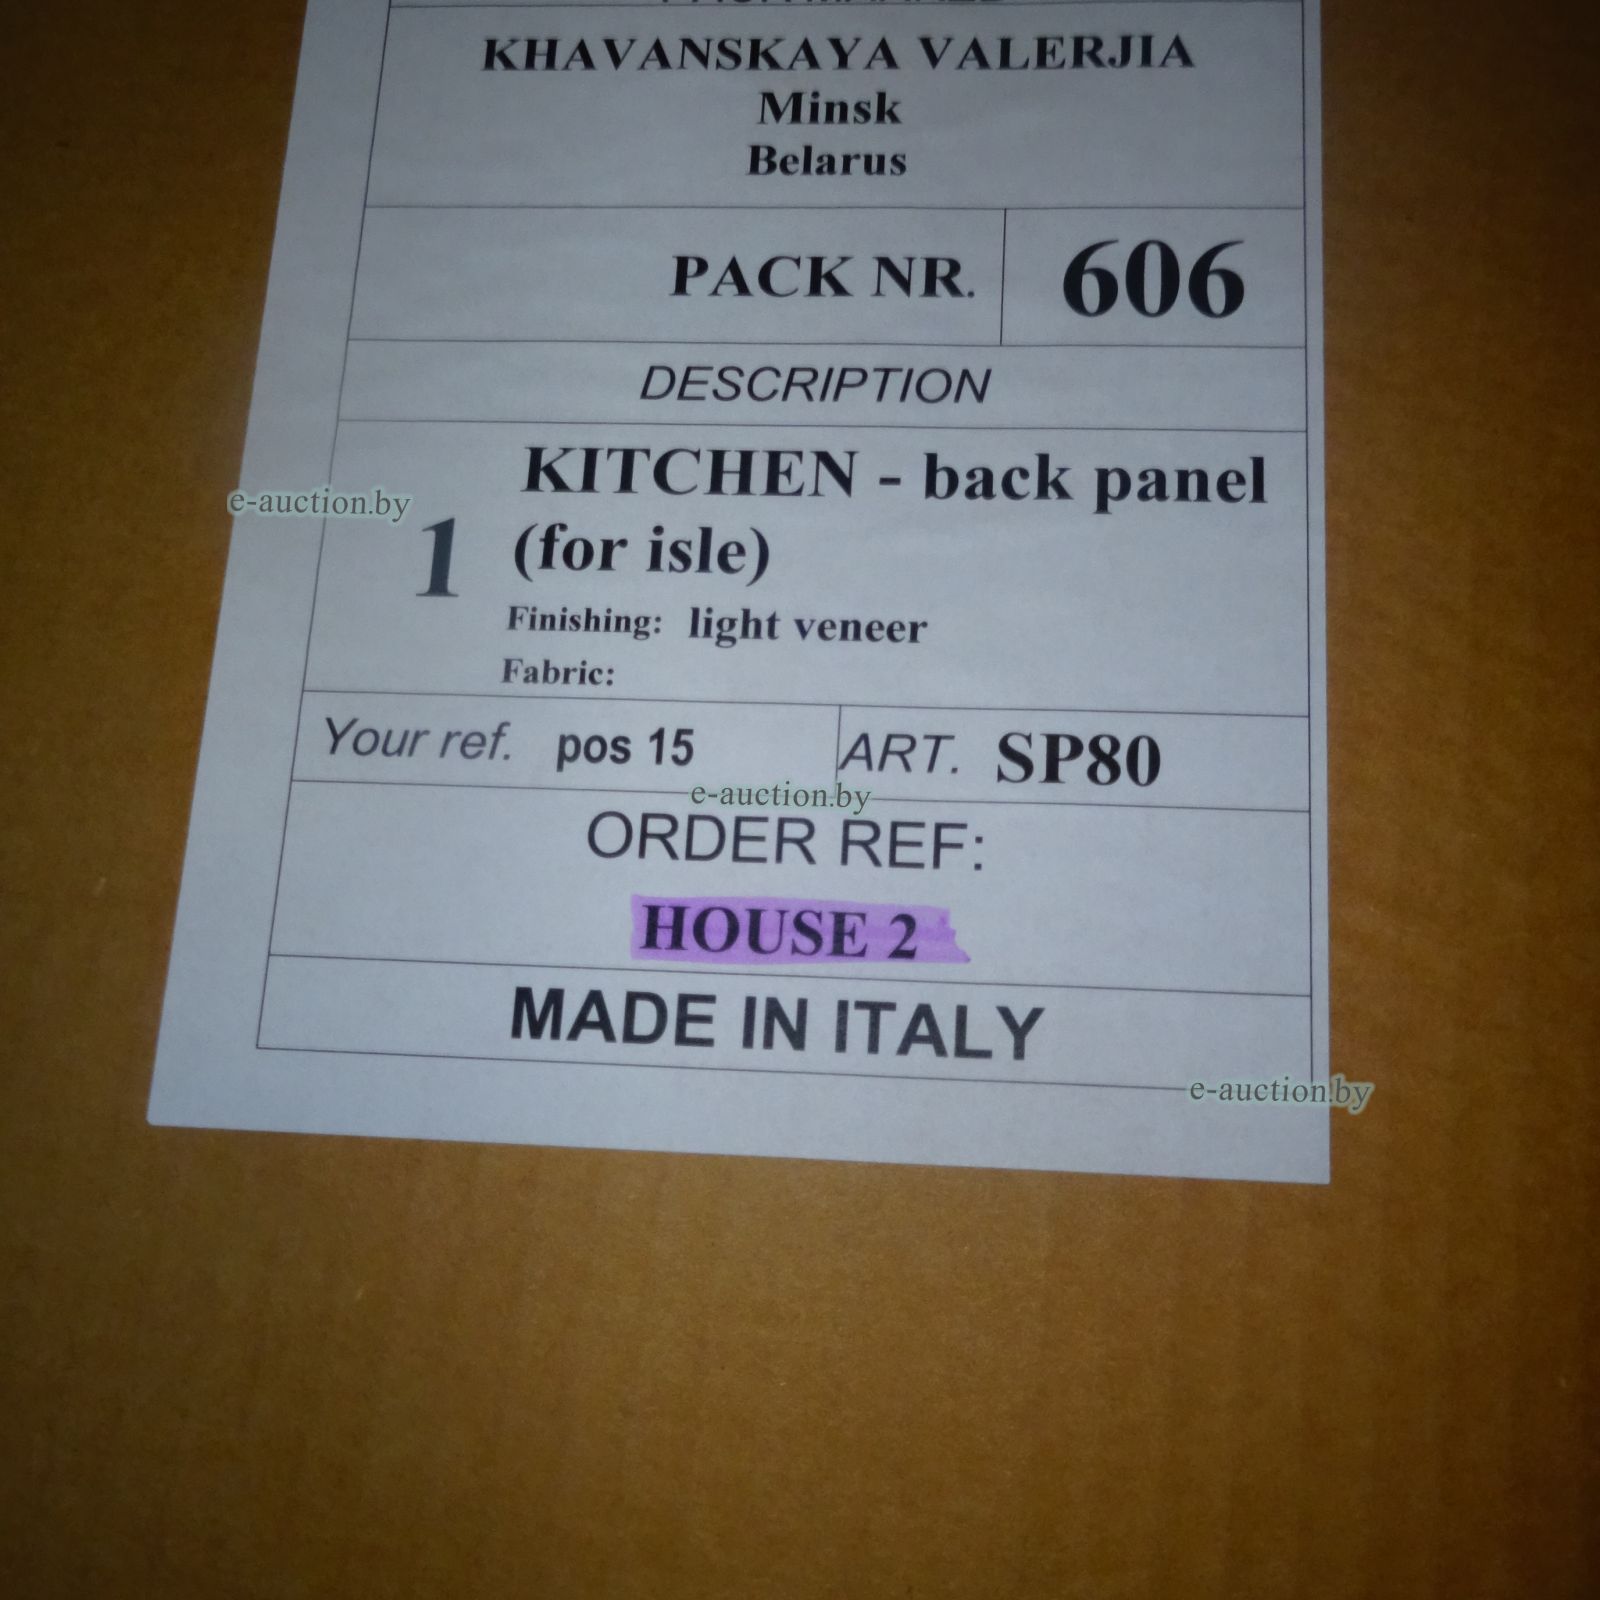 KHAVANSKAYA VALERJIA
Minsk
Belarus
PACK NR. 606
DESCRIPTION
1 KITCHEN - back panel
(for isle)
Finishing: light veneer
Fabric:
Your ref. pos 15 ART. SP80
ORDER REF:
HOUSE 2
MADE IN ITALY
e-auction.by
e-auction.by
e-auction.by